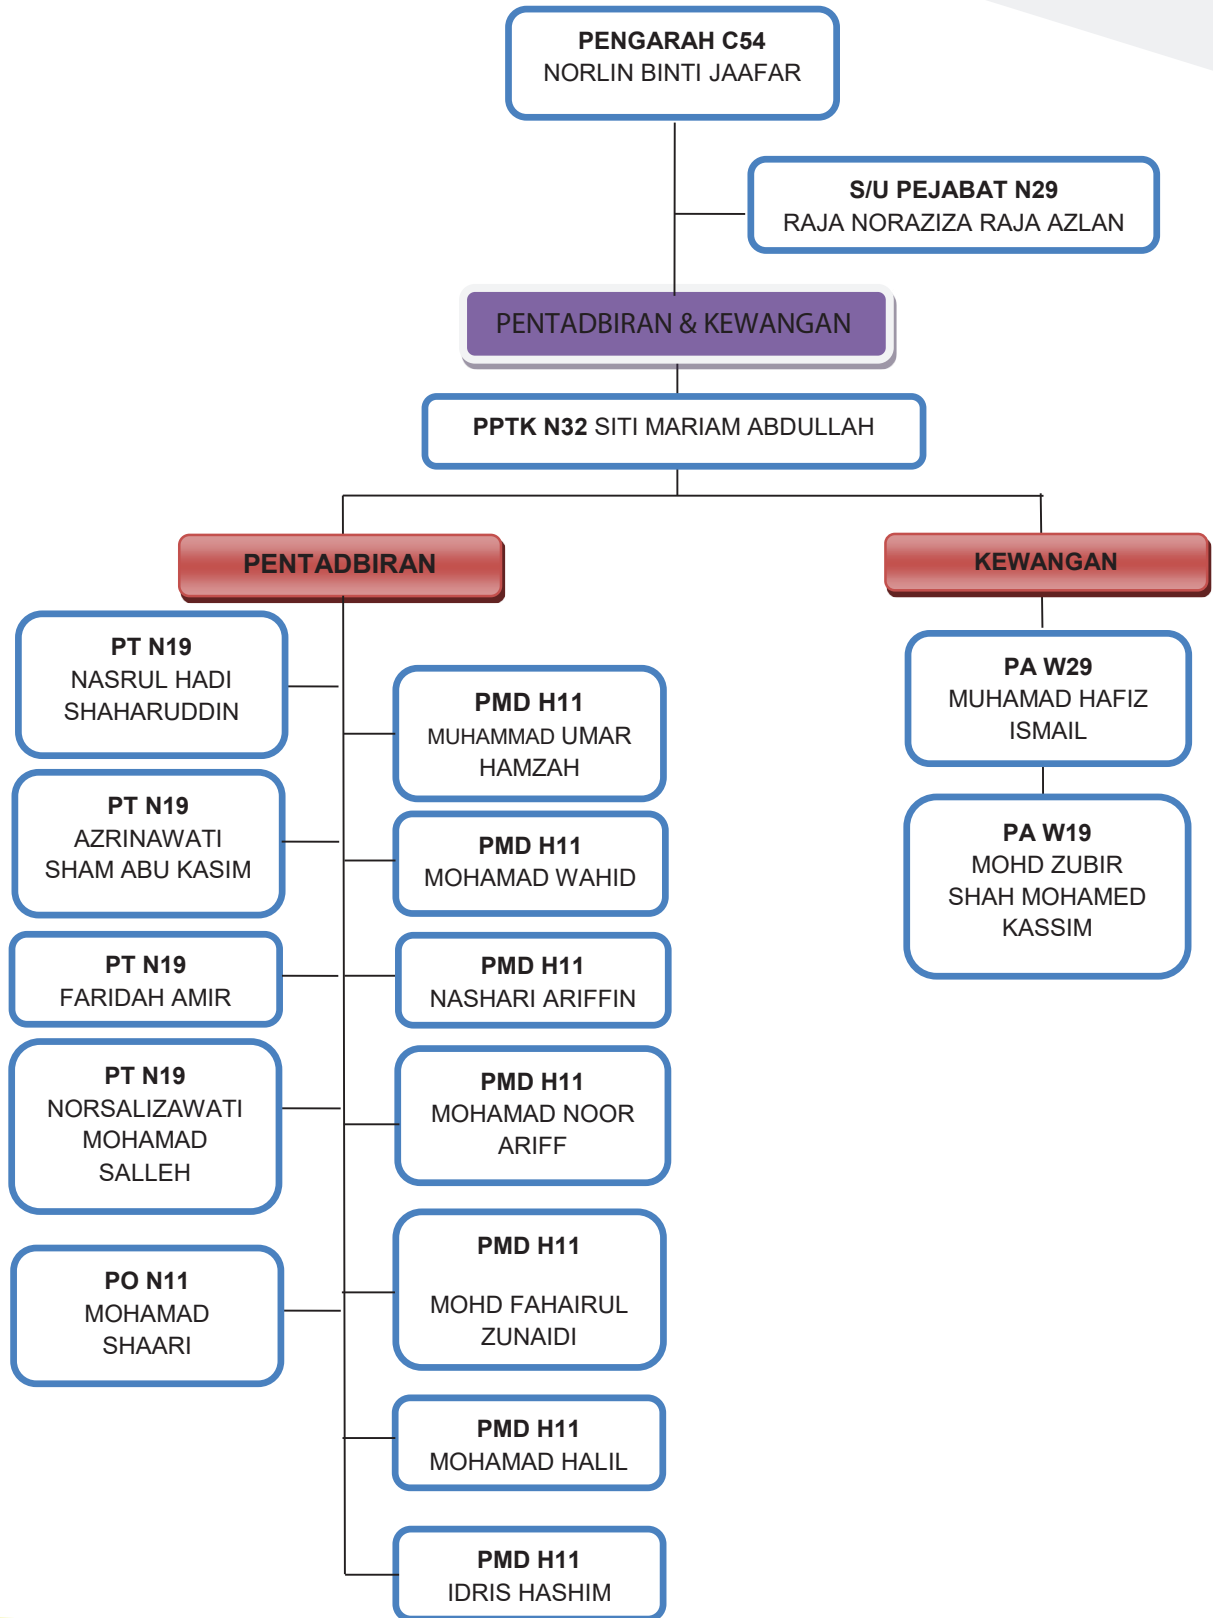 PENGARAH C54
NORLIN BINTI JAAFAR
S/U PEJABAT N29
RAJA NORAZIZA RAJA AZLAN
PENTADBIRAN & KEWANGAN
PPTK N32 SITI MARIAM ABDULLAH
PENTADBIRAN
PT N19
NASRUL HADI
SHAHARUDDIN
PT N19
AZRINAWATI
SHAM ABU KASIM
PT N19
FARIDAH AMIR
PT N19
NORSALIZAWATI
MOHAMAD
SALLEH
PO N11
MOHAMAD
SHAARI
PMD H11
MUHAMMAD UMAR
HAMZAH
PMD H11
MOHAMAD WAHID
PMD H11
NASHARI ARIFFIN
PMD H11
MOHAMAD NOOR
ARIFF
PMD H11
MOHD FAHAIRUL
ZUNAIDI
PMD H11
MOHAMAD HALIL
PMD H11
IDRIS HASHIM
KEWANGAN
PA W29
MUHAMAD HAFIZ
ISMAIL
PA W19
MOHD ZUBIR
SHAH MOHAMED
KASSIM